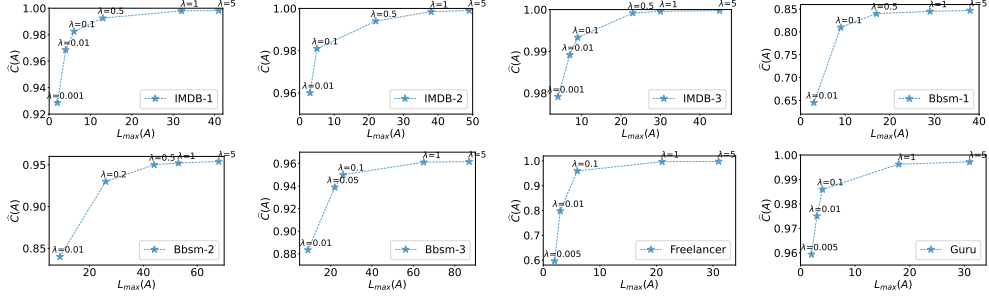 1.00
0.98
0.96
0.94
0.92
Ĉ(A)
λ=0.001
λ=0.01
λ=0.1
λ=0.5
λ=1
λ=5
IMDB-1
0 10 20 30 40
L_max(A)
1.00
0.98
0.96
Ĉ(A)
λ=0.01
λ=0.1
λ=0.5
λ=1
λ=5
IMDB-2
0 10 20 30 40 50
L_max(A)
1.00
0.99
0.98
Ĉ(A)
λ=0.001
λ=0.01
λ=0.1
λ=0.5
λ=1
λ=5
IMDB-3
10 20 30 40
L_max(A)
0.85
0.80
0.75
0.70
0.65
Ĉ(A)
λ=0.01
λ=0.1
λ=0.5
λ=1
λ=5
Bbsm-1
0 10 20 30 40
L_max(A)
0.95
0.90
0.85
Ĉ(A)
λ=0.01
λ=0.2
λ=0.5
λ=1
λ=5
Bbsm-2
20 40 60
L_max(A)
0.96
0.94
0.92
0.90
0.88
Ĉ(A)
λ=0.01
λ=0.05
λ=0.1
λ=1
λ=5
Bbsm-3
20 40 60 80
L_max(A)
1.0
0.9
0.8
0.7
0.6
Ĉ(A)
λ=0.005
λ=0.01
λ=0.1
λ=1
λ=5
Freelancer
0 10 20 30
L_max(A)
1.00
0.99
0.98
0.97
0.96
Ĉ(A)
λ=0.005
λ=0.01
λ=0.1
λ=1
λ=5
Guru
0 10 20 30
L_max(A)